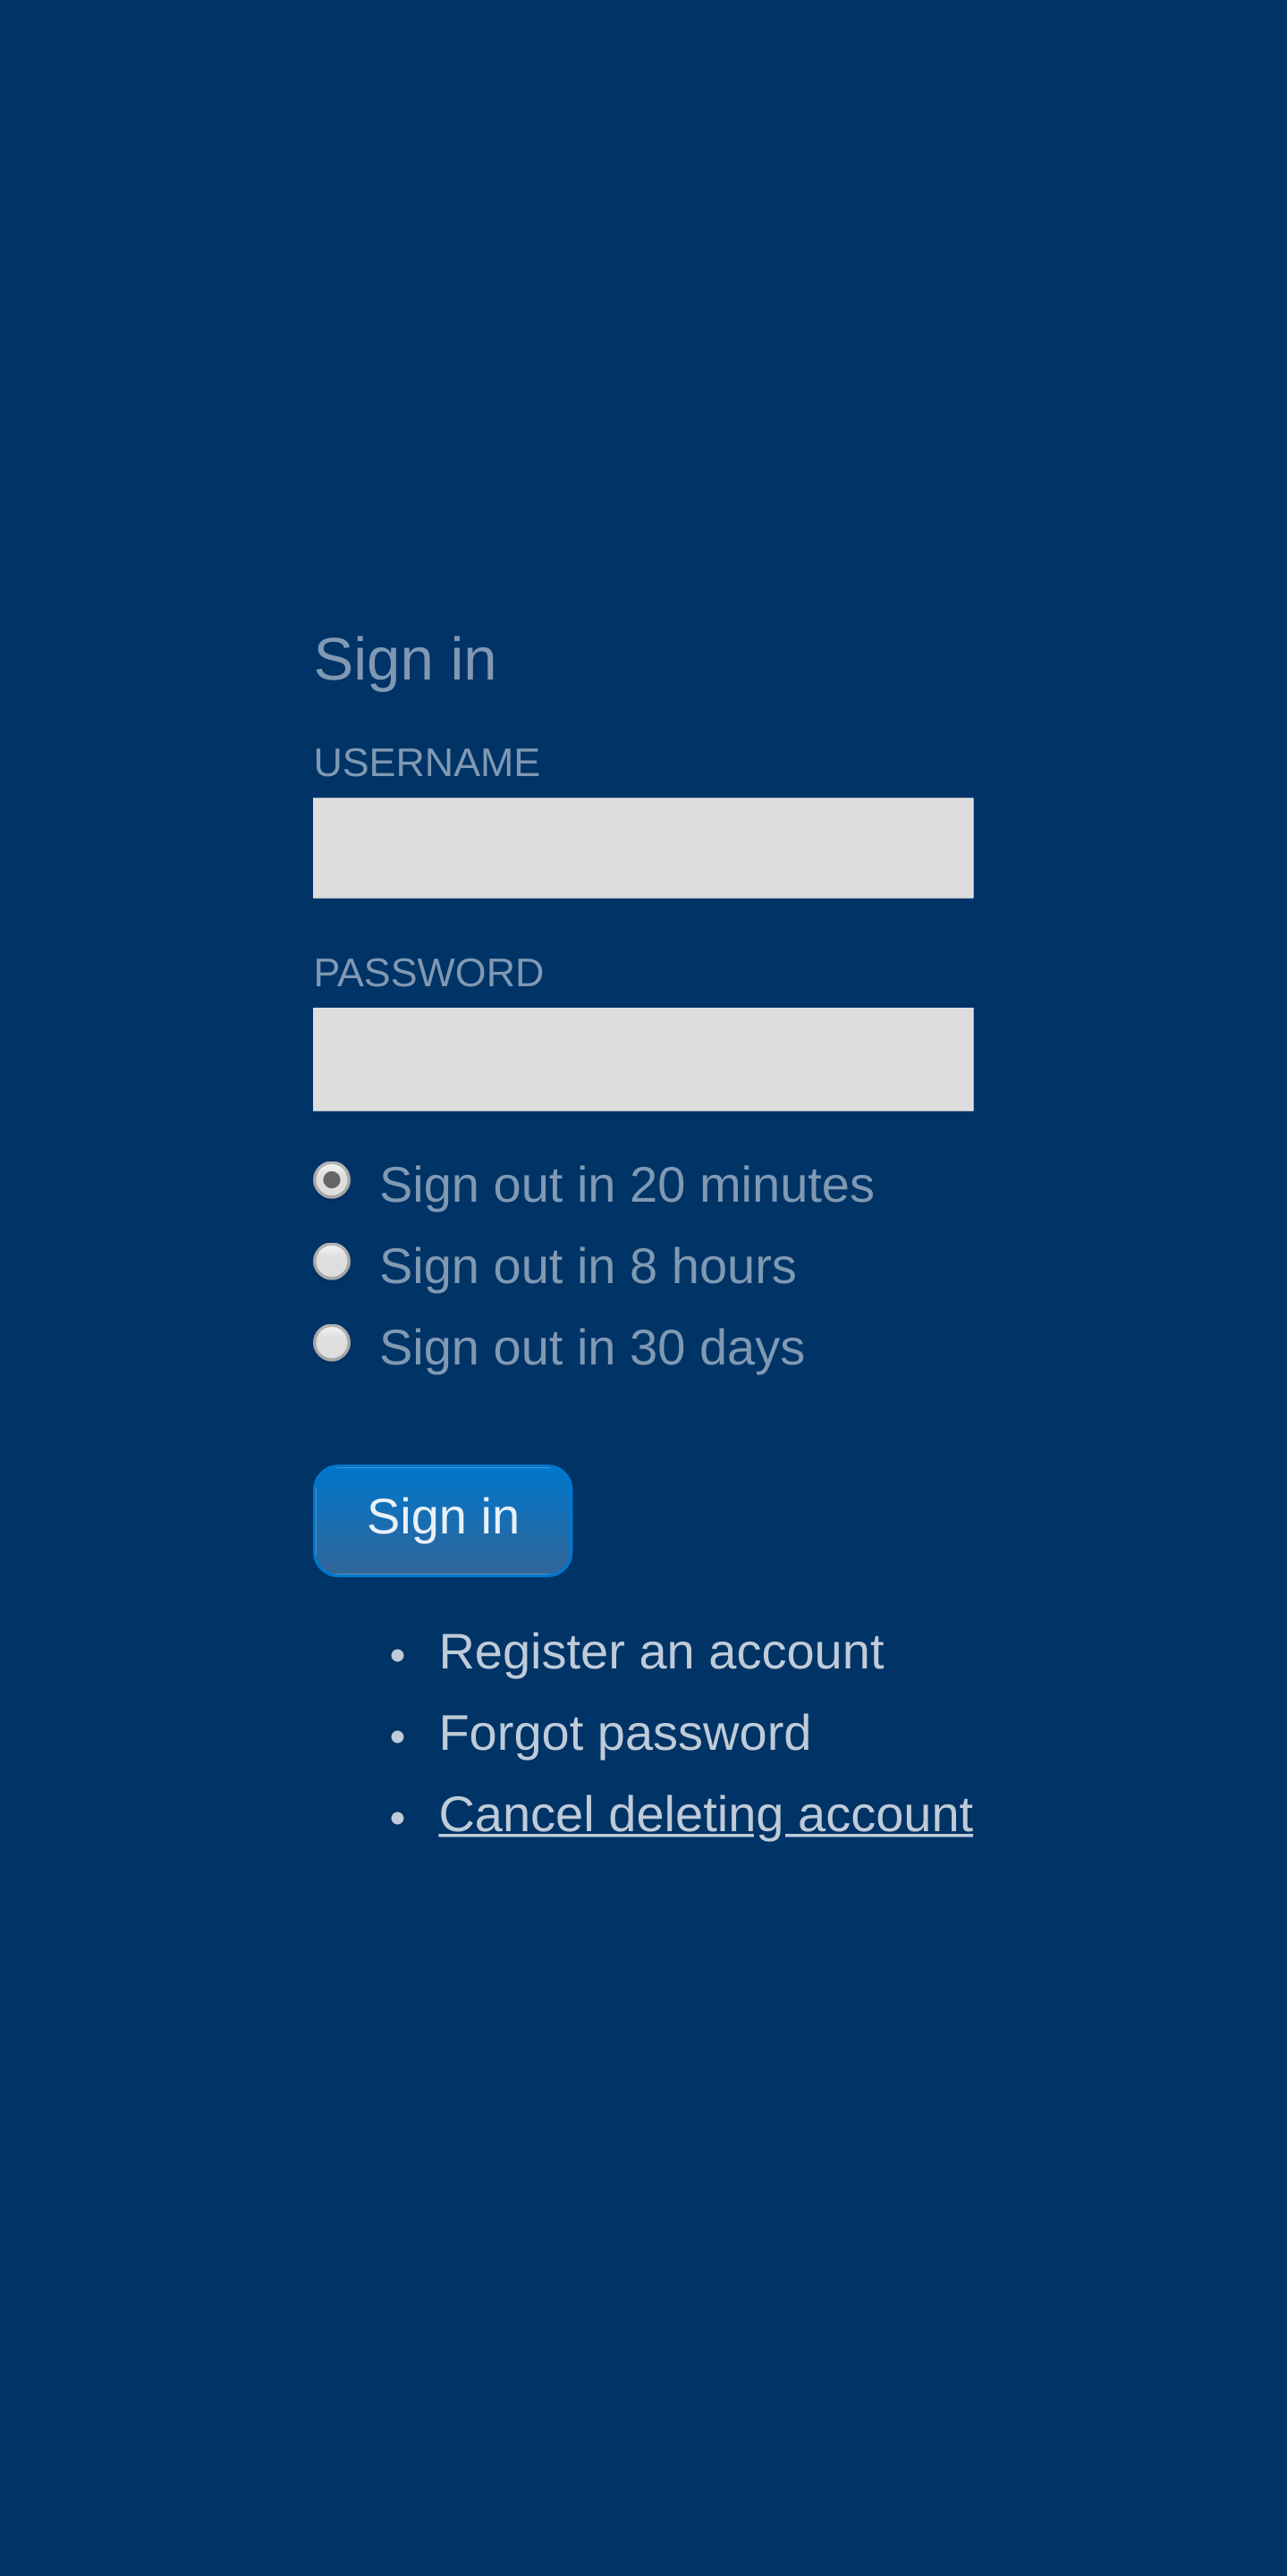 Sign in
USERNAME
PASSWORD
Sign out in 20 minutes
Sign out in 8 hours
Sign out in 30 days
Sign in
• Register an account
• Forgot password
• Cancel deleting account